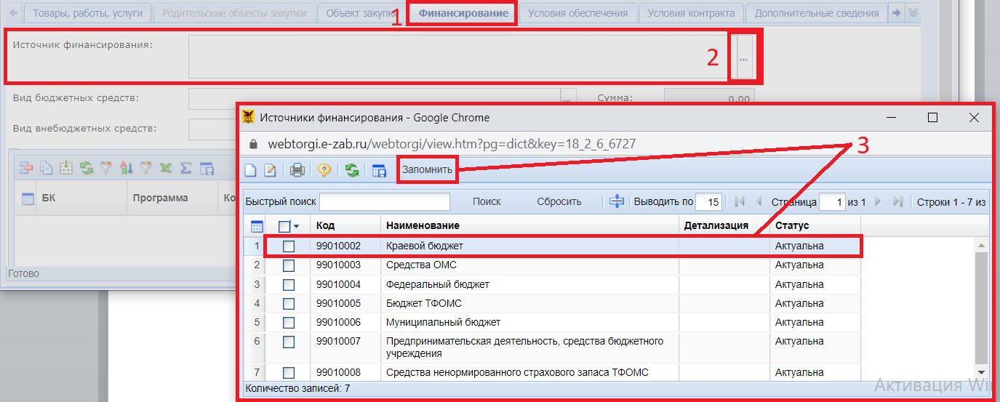 Товары, работы, услуги Родительские объекты закупки Объект закупки 1 Финансирование Условия обеспечения Условия контракта Дополнительные сведения
Источник финансирования: 2 ...
Вид бюджетных средств: ... Сумма: 0.00
Вид внебюджетных средств:
Источники финансирования - Google Chrome
webtorgi.e-zab.ru/webtorgi/view.htm?pg=dict&key=18_2_6_6727 3
Запомнить
БК Программа Ко
Быстрый поиск Поиск Сбросить Выводить по 15 Страница 1 из 1 Строки 1 - 7 из
Код Наименование Детализация Статус
1 99010002 Краевой бюджет Актуальна
2 99010003 Средства ОМС Актуальна
3 99010004 Федеральный бюджет Актуальна
4 99010005 Бюджет ТФОМС Актуальна
5 99010006 Муниципальный бюджет Актуальна
6 99010007 Предпринимательская деятельность, средства бюджетного Актуальна
учреждения
7 99010008 Средства ненормированного страхового запаса ТФОМС Актуальна
Количество записей: 7
Готово
Активация Win